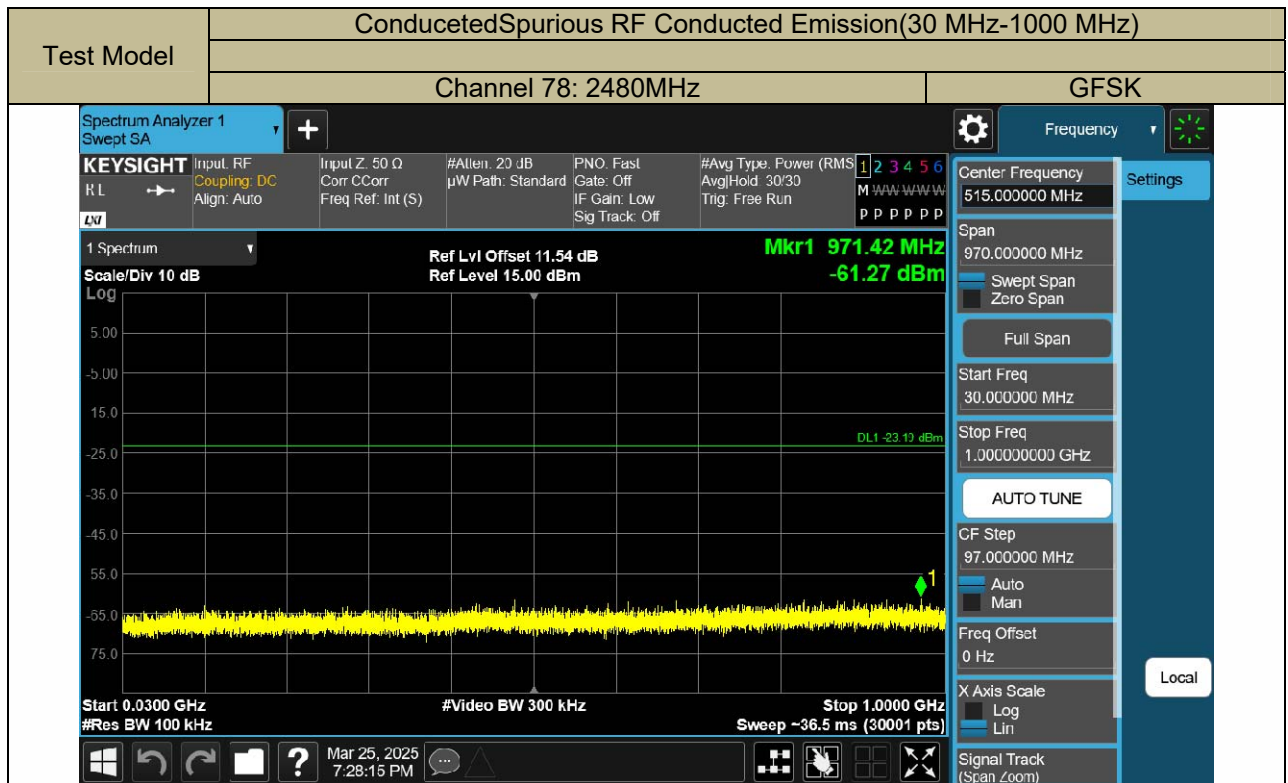 ConducetedSpurious RF Conducted Emission(30 MHz-1000 MHz)
Test Model
Channel 78: 2480MHz GFSK
Spectrum Analyzer 1
Swept SA
+
Frequency
KEYSIGHT
RL
LXI
Input: RF
Coupling: DC
Align: Auto
Input Z: 50 Ω
Corr CCorr
Freq Ref: Int (S)
#Atten: 20 dB
µW Path: Standard
PNO: Fast
Gate: Off
IF Gain: Low
Sig Track: Off
#Avg Type: Power (RMS
Avg|Hold: 30/30
Trig: Free Run
1 2 3 4 5 6
M W W W W W
P P P P P P
1 Spectrum
Scale/Div 10 dB
Log
Ref Lvl Offset 11.54 dB
Ref Level 15.00 dBm
Mkr1 971.42 MHz
-61.27 dBm
5.00
-5.00
15.0
DL1 -23.19 dBm
-25.0
-35.0
-45.0
55.0
1
-65.0
75.0
Start 0.0300 GHz
#Res BW 100 kHz
#Video BW 300 kHz
Stop 1.0000 GHz
Sweep ~36.5 ms (30001 pts)
?
Mar 25, 2025
7:28:15 PM
Center Frequency
515.000000 MHz
Settings
Span
970.000000 MHz
Swept Span
Zero Span
Full Span
Start Freq
30.000000 MHz
Stop Freq
1.000000000 GHz
AUTO TUNE
CF Step
97.000000 MHz
Auto
Man
Freq Offset
0 Hz
Local
X Axis Scale
Log
Lin
Signal Track
(Span Zoom)